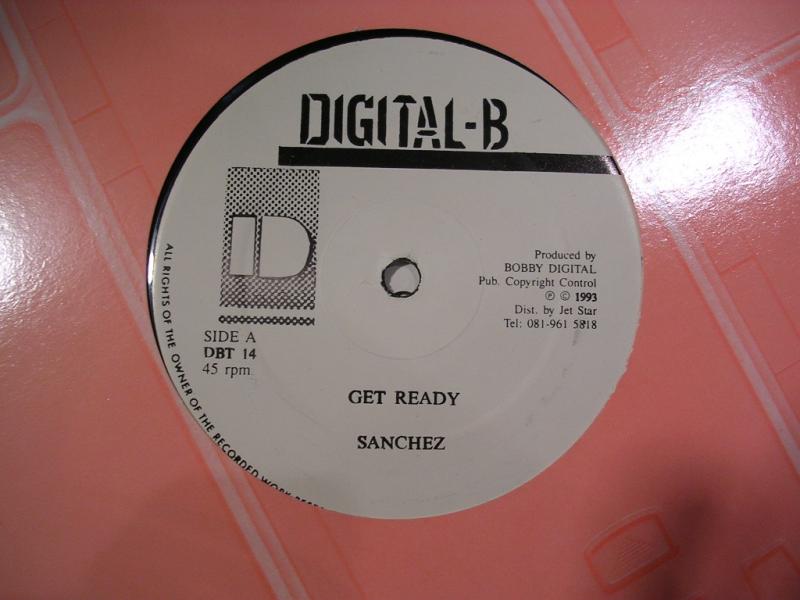 DIGITAL-B
D
Produced by
BOBBY DIGITAL
Pub. Copyright Control
℗ © 1993
Dist. by Jet Star
Tel: 081-961 5818
SIDE A
DBT 14
45 rpm
GET READY
SANCHEZ
ALL RIGHTS OF THE OWNER OF THE RECORDED WORK